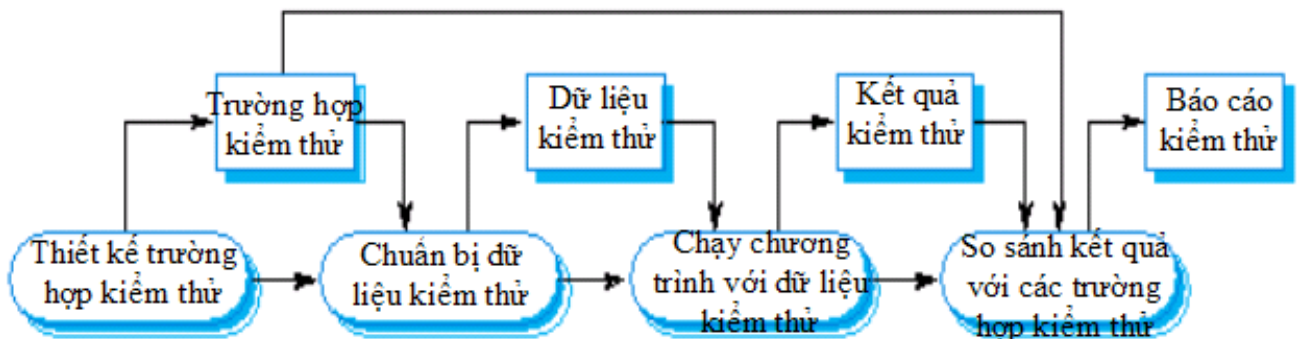 Trường hợp
kiểm thử
Dữ liệu
kiểm thử
Kết quả
kiểm thử
Báo cáo
kiểm thử
Thiết kế trường
hợp kiểm thử
Chuẩn bị dữ
liệu kiểm thử
Chạy chương
trình với dữ liệu
kiểm thử
So sánh kết quả
với các trường
hợp kiểm thử